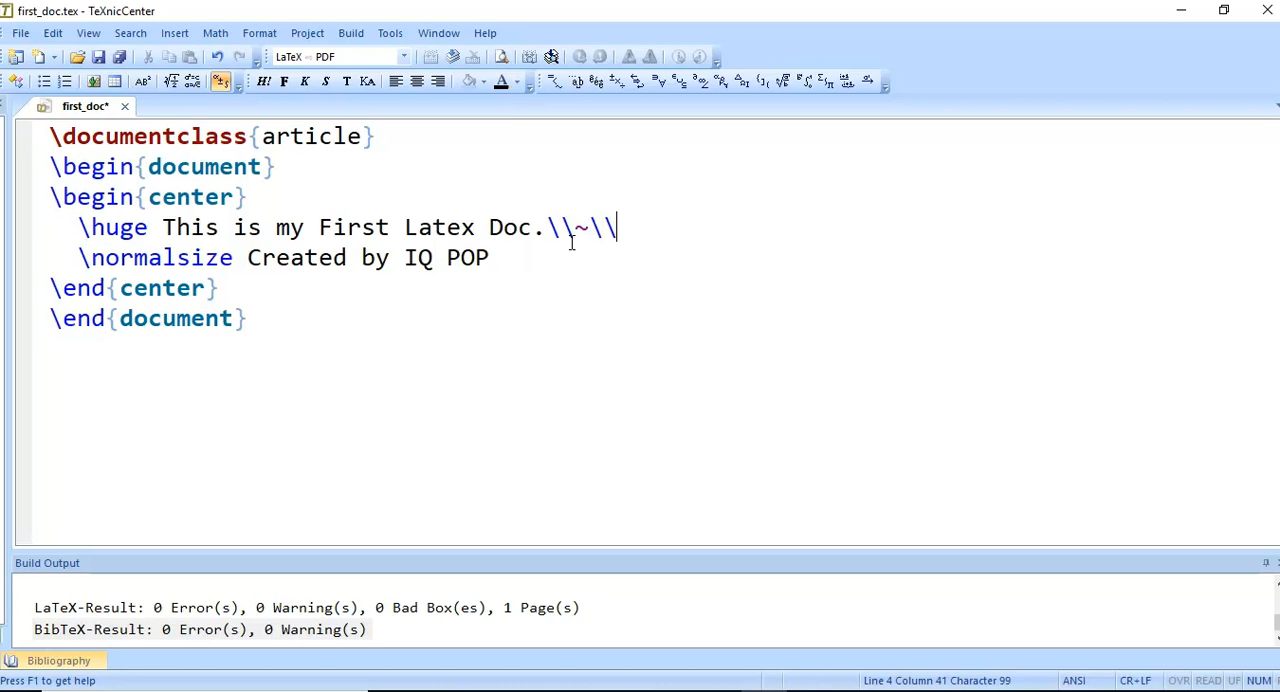 first_doc.tex - TeXnicCenter
File Edit View Search Insert Math Format Project Build Tools Window Help
LaTeX ⇨ PDF
H! F K S T KA
first_doc*
\documentclass{article}
\begin{document}
\begin{center}
\huge This is my First Latex Doc.\\~\\
\normalsize Created by IQ POP
\end{center}
\end{document}
Build Output
LaTeX-Result: 0 Error(s), 0 Warning(s), 0 Bad Box(es), 1 Page(s)
BibTeX-Result: 0 Error(s), 0 Warning(s)
Bibliography
Press F1 to get help
Line 4 Column 41 Character 99
ANSI
CR+LF
OVR READ UF NUM